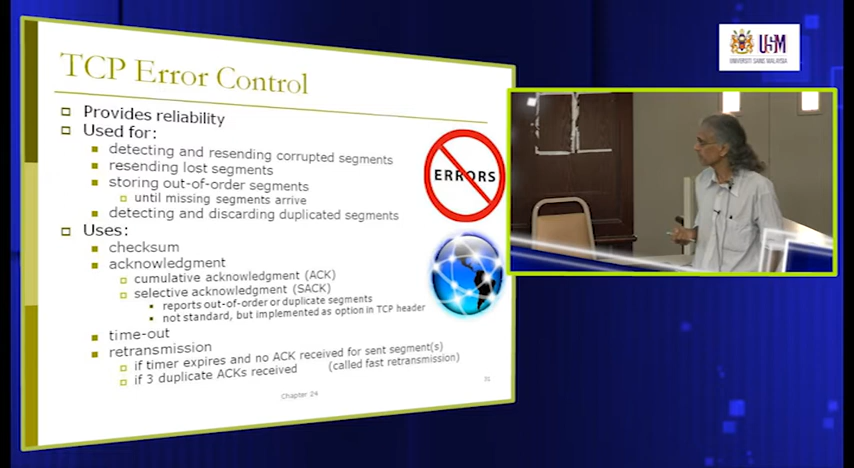 USM
UNIVERSITI SAINS MALAYSIA
TCP Error Control
Provides reliability
Used for:
detecting and resending corrupted segments
resending lost segments
storing out-of-order segments
until missing segments arrive
detecting and discarding duplicated segments
ERRORS
Uses:
checksum
acknowledgment
cumulative acknowledgment (ACK)
selective acknowledgment (SACK)
reports out-of-order or duplicate segments
not standard, but implemented as option in TCP header
time-out
retransmission
if timer expires and no ACK received for sent segment(s)
if 3 duplicate ACKs received (called fast retransmission)
Chapter 24